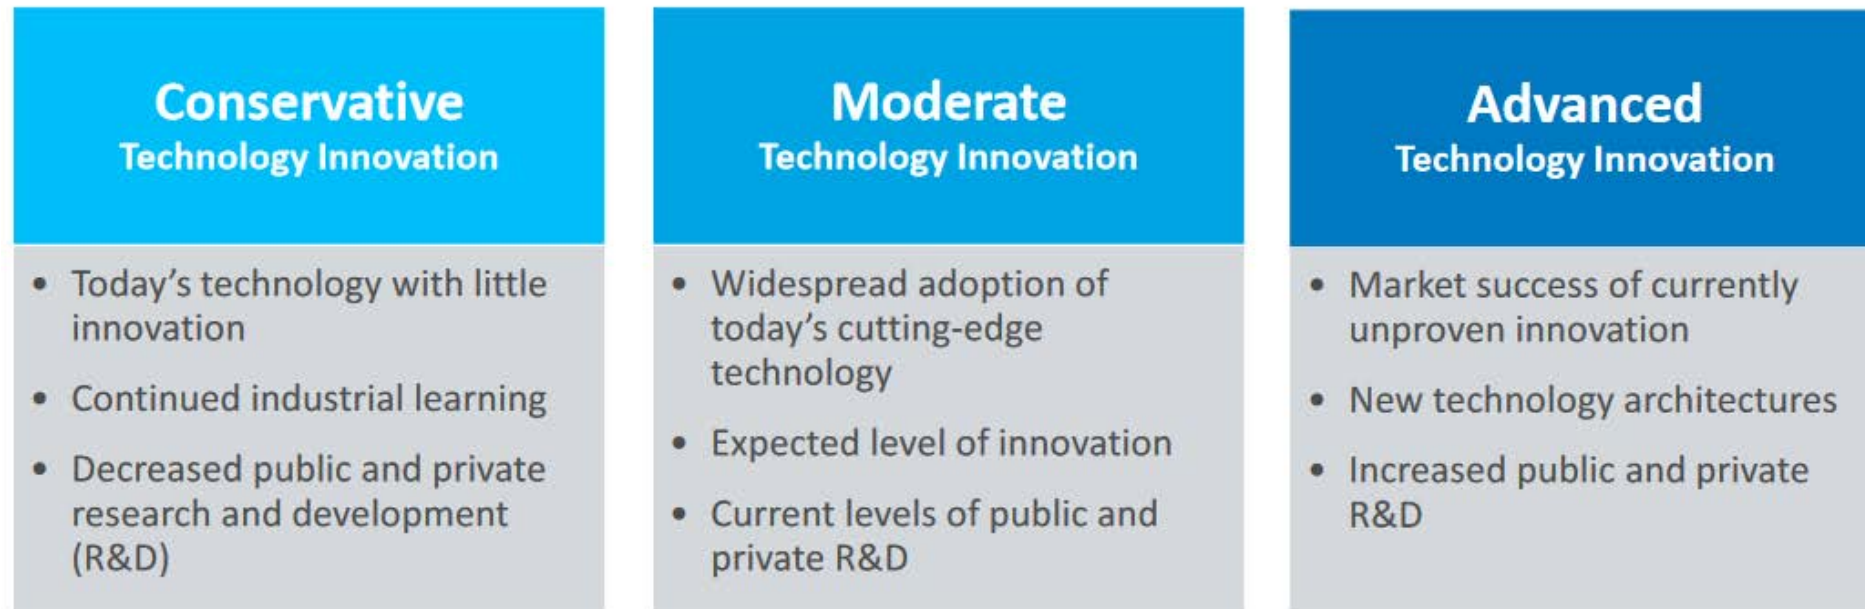 Conservative
Technology Innovation
• Today's technology with little
innovation
• Continued industrial learning
• Decreased public and private
research and development
(R&D)
Moderate
Technology Innovation
• Widespread adoption of
today's cutting-edge
technology
• Expected level of innovation
• Current levels of public and
private R&D
Advanced
Technology Innovation
• Market success of currently
unproven innovation
• New technology architectures
• Increased public and private
R&D